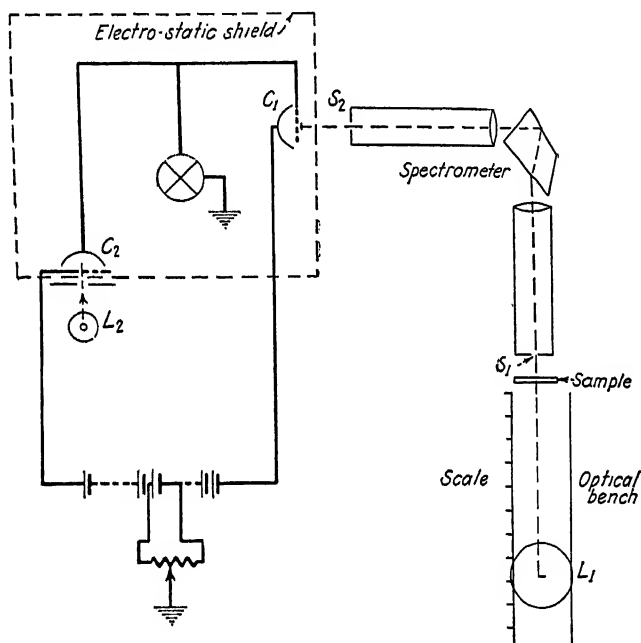 Electro-static shield
C1
S2
Spectrometer
C2
L2
S1
Sample
Scale
Optical
bench
L1